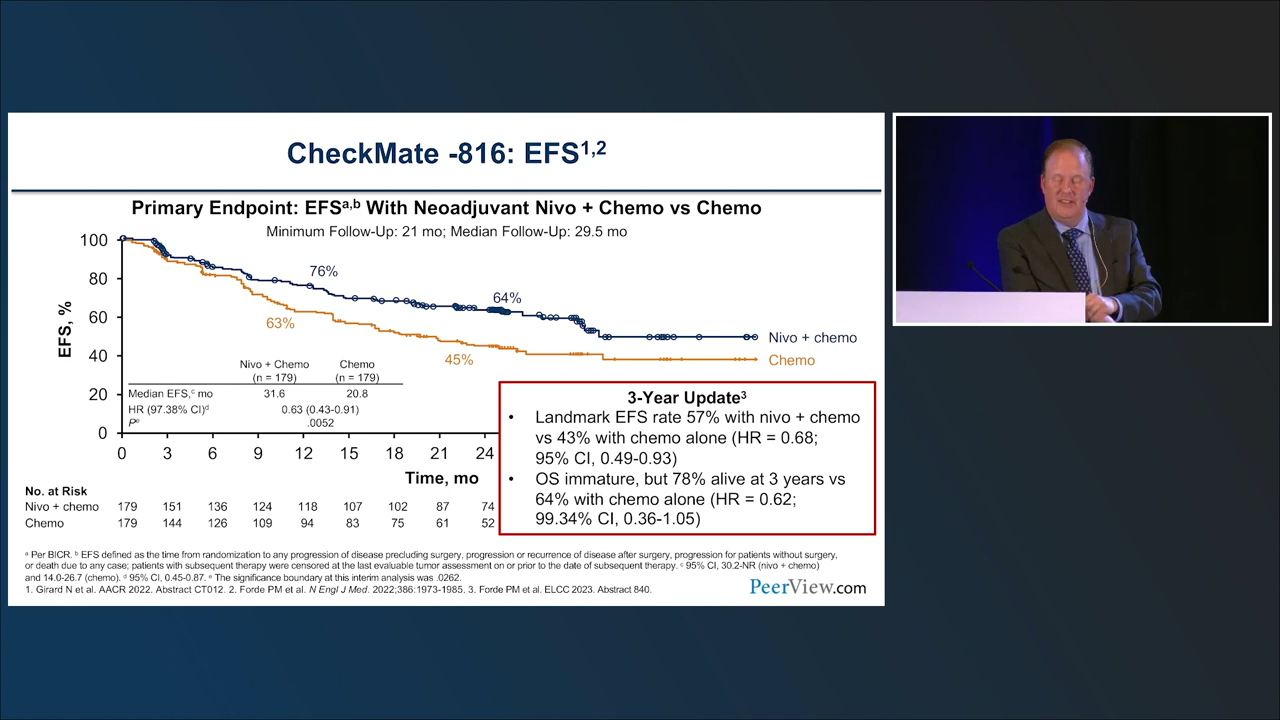 CheckMate -816: EFS1,2
Primary Endpoint: EFSa,b With Neoadjuvant Nivo + Chemo vs Chemo
Minimum Follow-Up: 21 mo; Median Follow-Up: 29.5 mo
EFS, %
100
80
60
40
20
0
76%
64%
63%
45%
Nivo + chemo
Chemo
Nivo + Chemo Chemo
(n = 179) (n = 179)
Median EFS,c mo 31.6 20.8
HR (97.38% CI)d 0.63 (0.43-0.91)
Pe .0052
0 3 6 9 12 15 18 21 24
Time, mo
No. at Risk
Nivo + chemo 179 151 136 124 118 107 102 87 74
Chemo 179 144 126 109 94 83 75 61 52
3-Year Update3
• Landmark EFS rate 57% with nivo + chemo
vs 43% with chemo alone (HR = 0.68;
95% CI, 0.49-0.93)
• OS immature, but 78% alive at 3 years vs
64% with chemo alone (HR = 0.62;
99.34% CI, 0.36-1.05)
a Per BICR. b EFS defined as the time from randomization to any progression of disease precluding surgery, progression or recurrence of disease after surgery, progression for patients without surgery,
or death due to any case; patients with subsequent therapy were censored at the last evaluable tumor assessment on or prior to the date of subsequent therapy. c 95% CI, 30.2-NR (nivo + chemo)
and 14.0-26.7 (chemo). d 95% CI, 0.45-0.87. e The significance boundary at this interim analysis was .0262.
1. Girard N et al. AACR 2022. Abstract CT012. 2. Forde PM et al. N Engl J Med. 2022;386:1973-1985. 3. Forde PM et al. ELCC 2023. Abstract 840.
PeerView.com